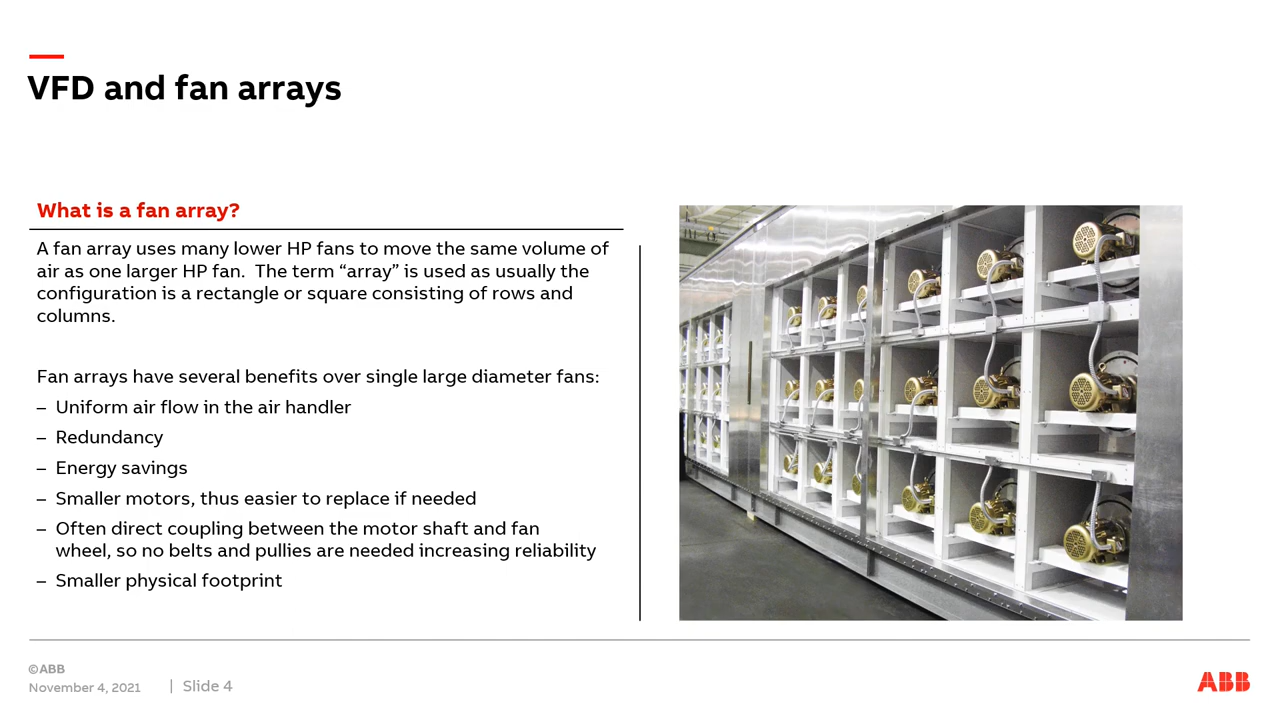 VFD and fan arrays
What is a fan array?
A fan array uses many lower HP fans to move the same volume of
air as one larger HP fan.  The term “array” is used as usually the
configuration is a rectangle or square consisting of rows and
columns.
Fan arrays have several benefits over single large diameter fans:
– Uniform air flow in the air handler
– Redundancy
– Energy savings
– Smaller motors, thus easier to replace if needed
– Often direct coupling between the motor shaft and fan
wheel, so no belts and pullies are needed increasing reliability
– Smaller physical footprint
©ABB
November 4, 2021 | Slide 4
ABB